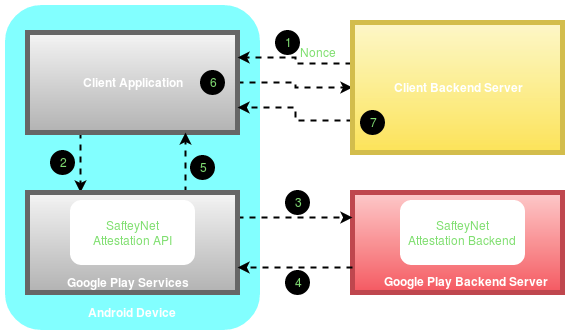 1
Nonce
Client Application
6
Client Backend Server
7
2
5
3
SafteyNet
Attestation API
SafteyNet
Attestation Backend
4
Google Play Services
Google Play Backend Server
Android Device